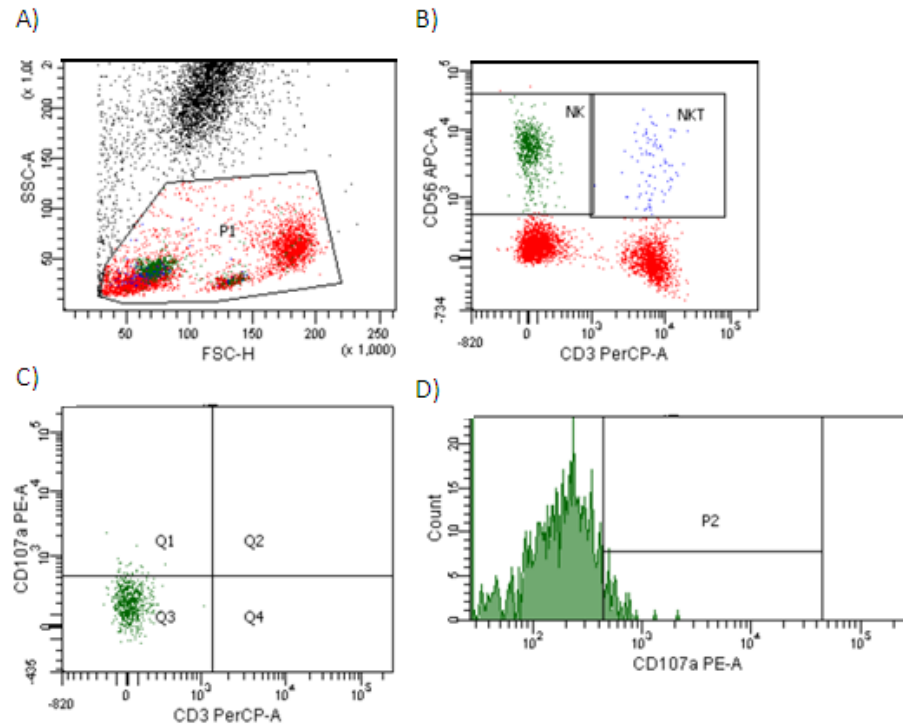 A)
SSC-A
(x 1,00
50
100
150
200
P1
50
100
150
200
250
FSC-H
(x 1,000)
B)
CD56 APC-A
-734
0
10^3
10^4
10^5
NK
NKT
-820
0
10^3
10^4
10^5
CD3 PerCP-A
C)
CD107a PE-A
-435
0
10^3
10^4
10^5
Q1
Q2
Q3
Q4
-820
0
10^3
10^4
10^5
CD3 PerCP-A
D)
Count
0
5
10
15
20
P2
10^2
10^3
10^4
10^5
CD107a PE-A